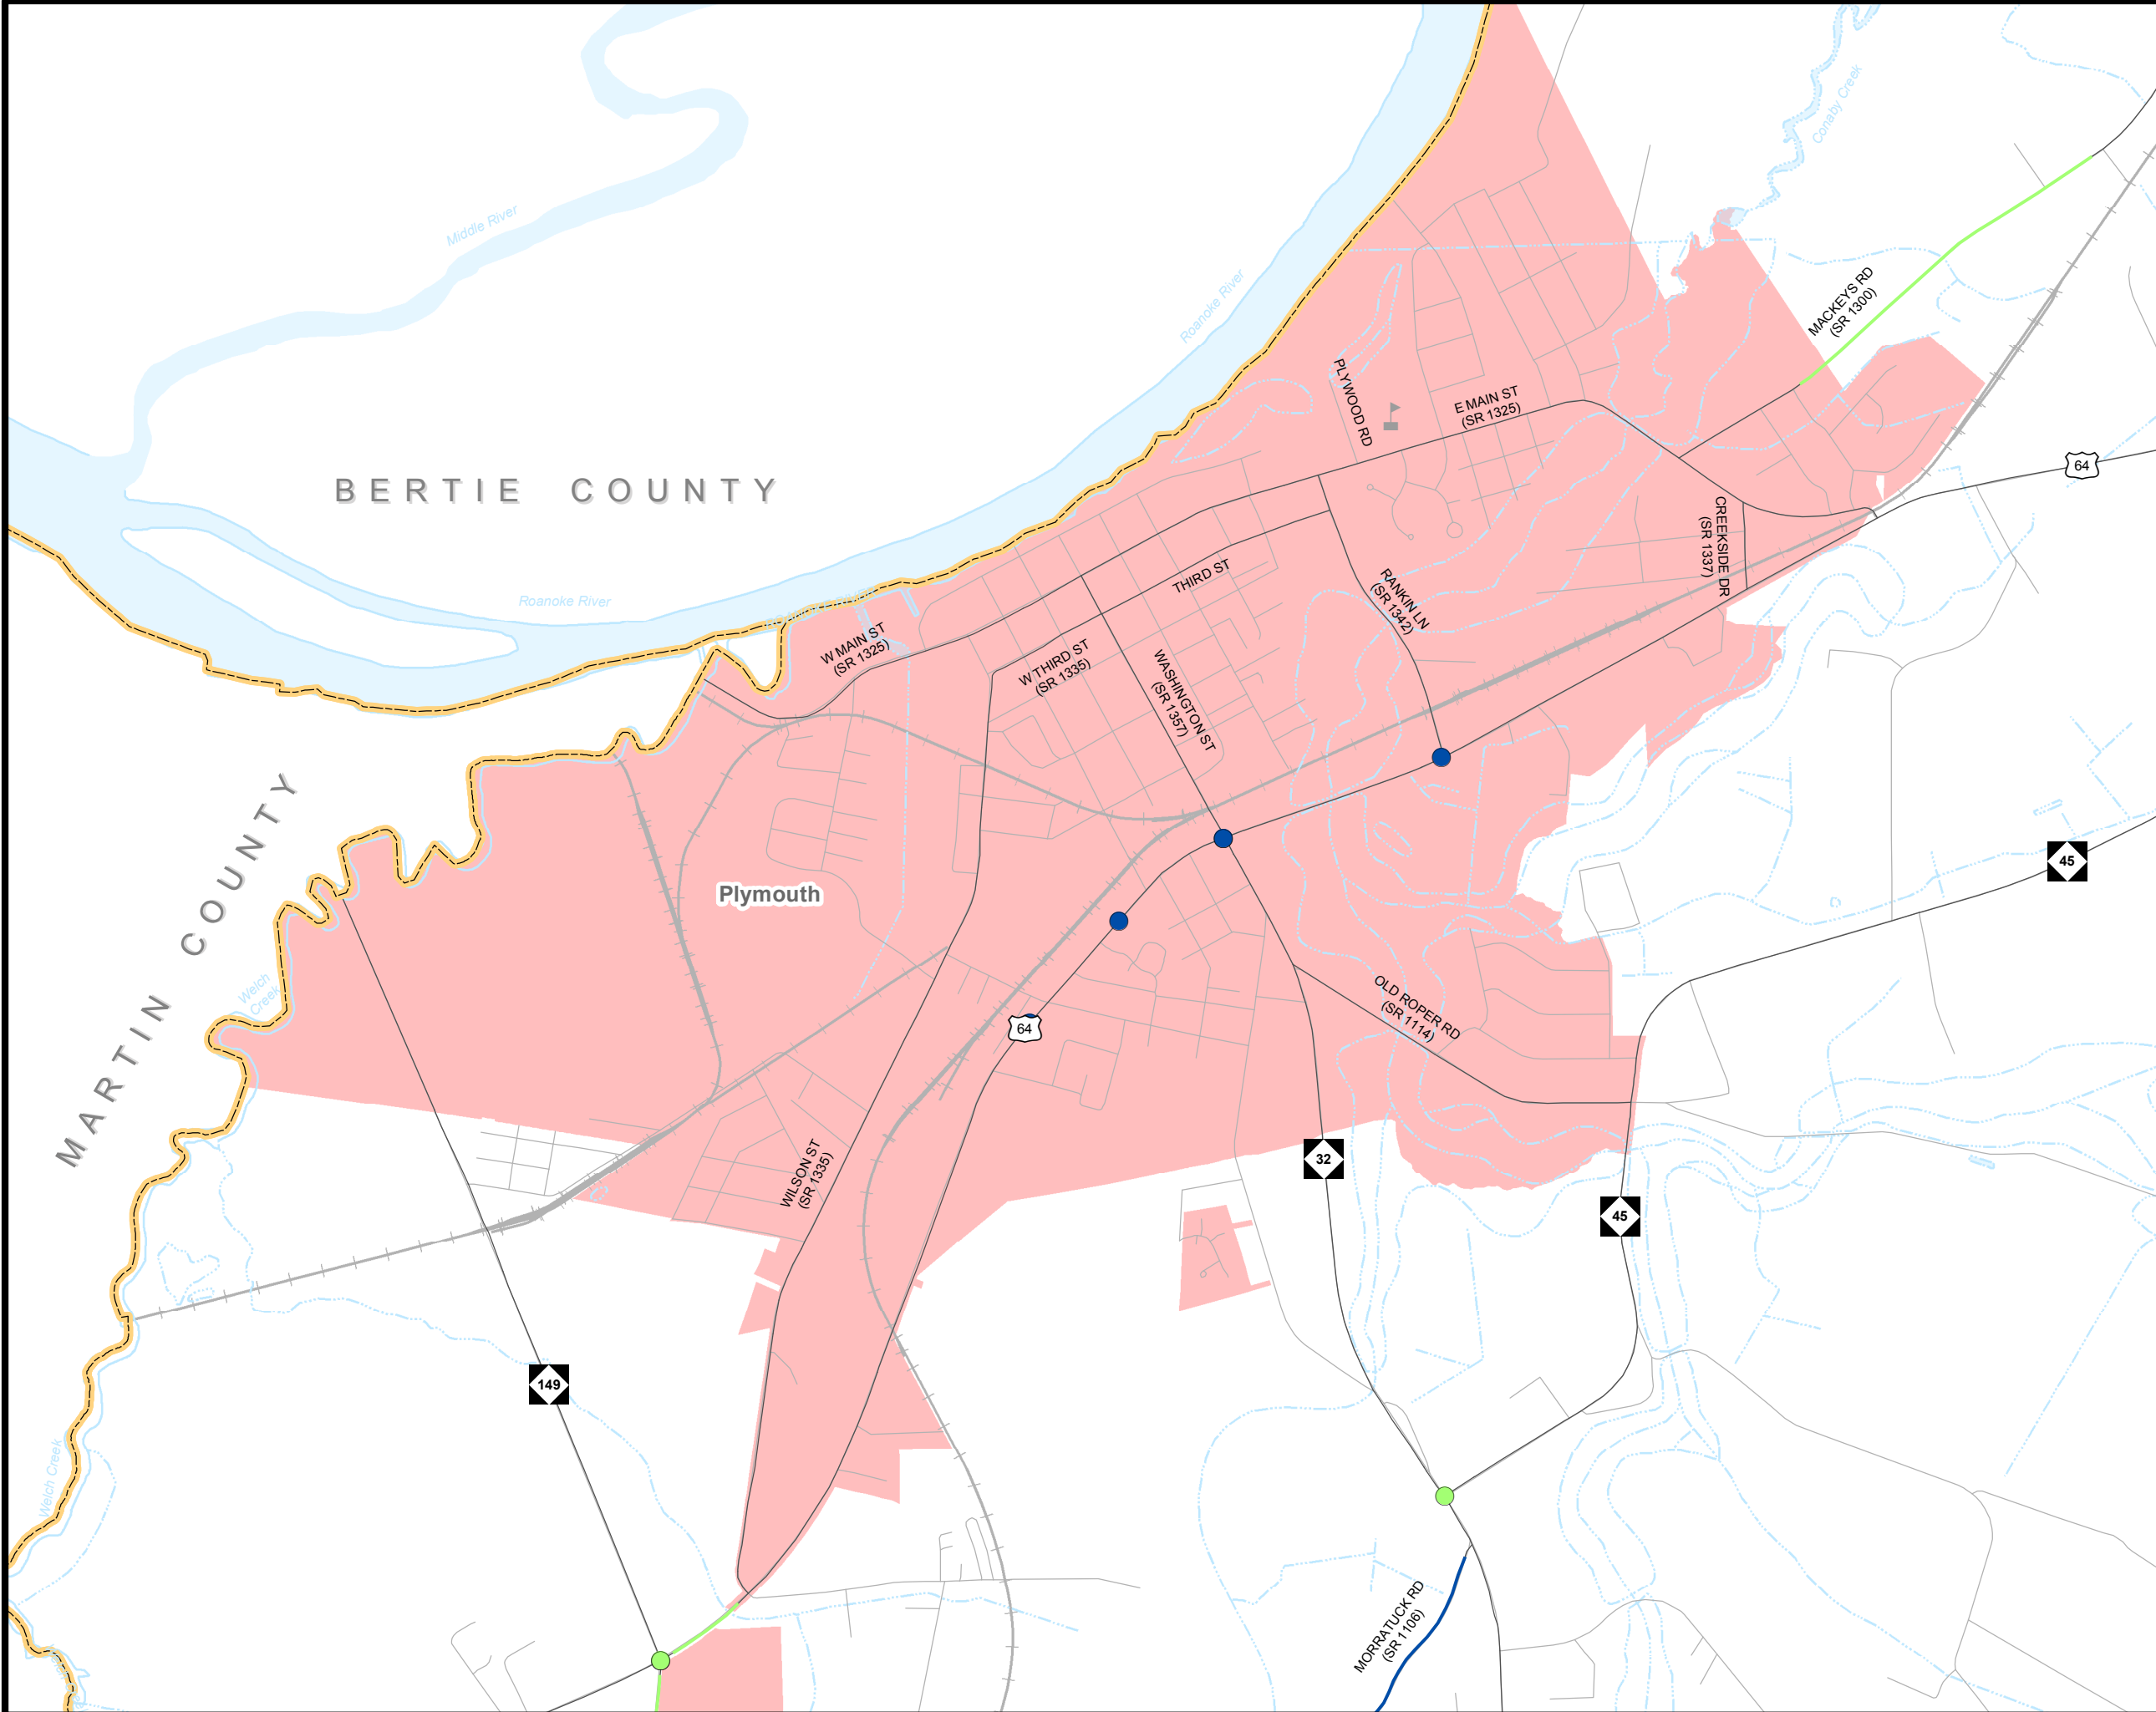 Conaby Creek
Middle River
Roanoke River
MACKEYS RD
(SR 1300)
PLYWOOD RD
E MAIN ST
(SR 1325)
64
BERTIE COUNTY
CREEKSIDE DR
(SR 1337)
THIRD ST
RANKIN LN
(SR 1342)
Roanoke River
W MAIN ST
(SR 1325)
W THIRD ST
(SR 1335)
WASHINGTON ST
(SR 1357)
45
Plymouth
MARTIN COUNTY
Welch
Creek
64
OLD ROPER RD
(SR 1114)
32
WILSON ST
(SR 1335)
45
149
Welch Creek
MORRATUCK RD
(SR 1106)